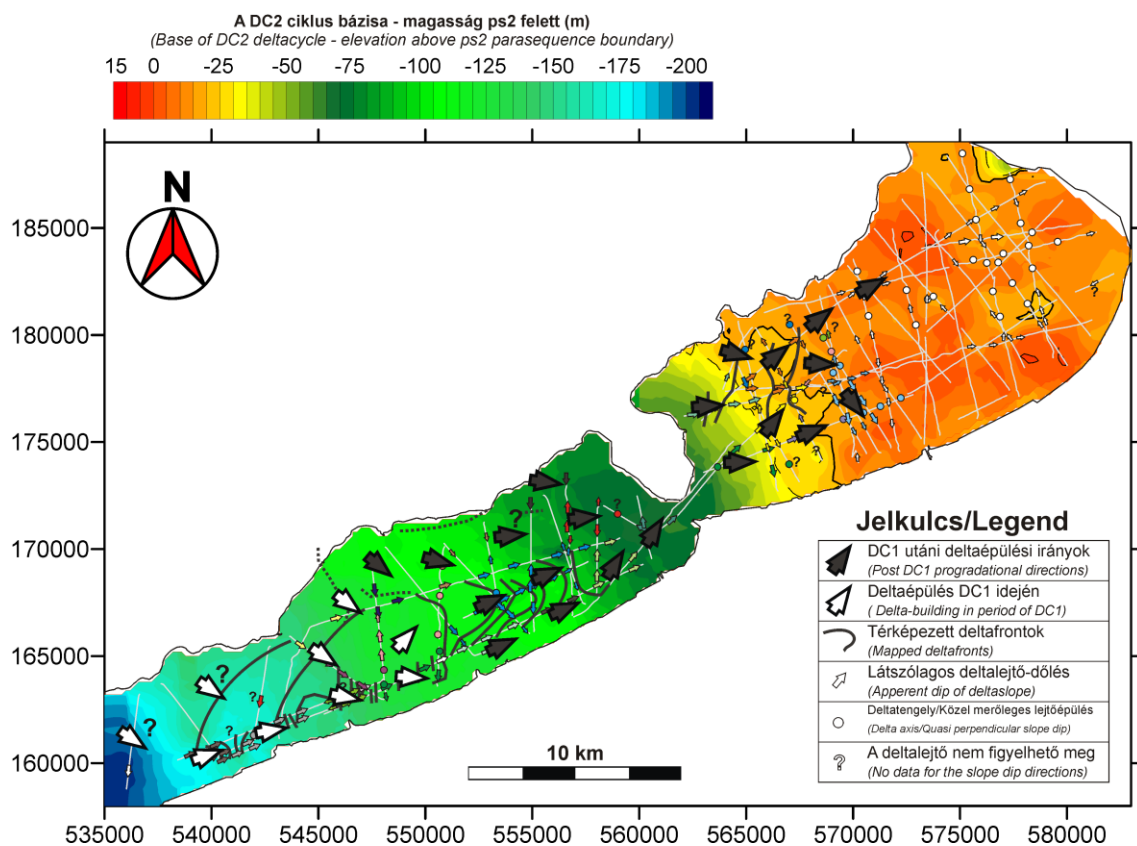 A DC2 ciklus bázisa - magasság ps2 felett (m)
(Base of DC2 deltacycle - elevation above ps2 parasequence boundary)
15 0 -25 -50 -75 -100 -125 -150 -175 -200
N
185000
180000
175000
170000
165000
160000
? ? ? ? ? ? ? ? ? ? ? ?
Jelkulcs/Legend
DC1 utáni deltaépülési irányok
(Post DC1 progradational directions)
Deltaépülés DC1 idején
( Delta-building in period of DC1)
Térképezett deltafrontok
(Mapped deltafronts)
Látszólagos deltalejtő-dőlés
(Apperent dip of deltaslope)
Deltatengely/Közel merőleges lejtőépülés
(Delta axis/Quasi perpendicular slope dip)
? A deltalejtő nem figyelhető meg
(No data for the slope dip directions)
10 km
535000 540000 545000 550000 555000 560000 565000 570000 575000 580000